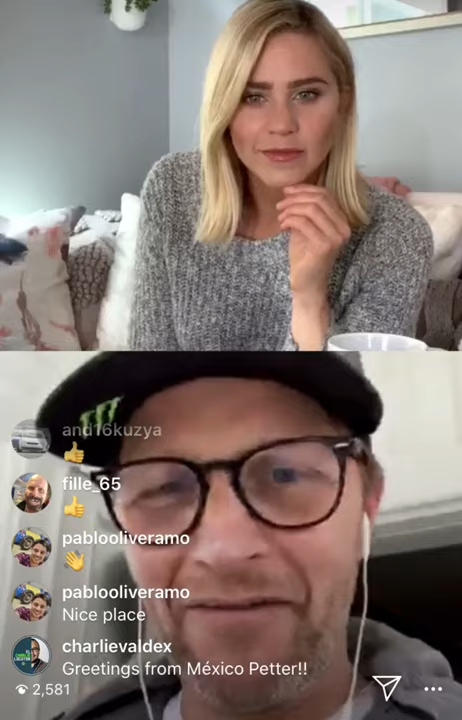 and16kuzya
👍
fille_65
👍
pablooliveramo
👋
pablooliveramo
Nice place
charlievaldex
Greetings from México Petter!!
2,581